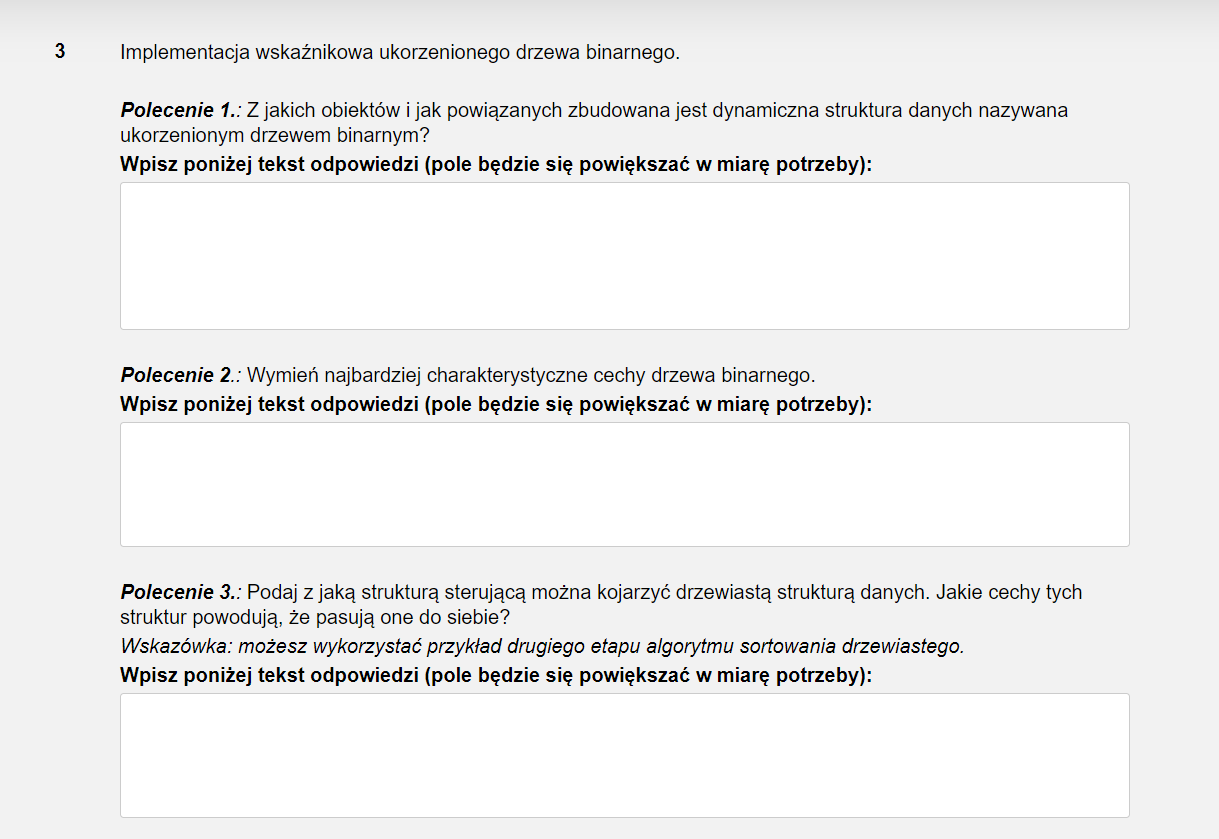 3 Implementacja wskaźnikowa ukorzenionego drzewa binarnego.
Polecenie 1.: Z jakich obiektów i jak powiązanych zbudowana jest dynamiczna struktura danych nazywana
ukorzenionym drzewem binarnym?
Wpisz poniżej tekst odpowiedzi (pole będzie się powiększać w miarę potrzeby):
Polecenie 2.: Wymień najbardziej charakterystyczne cechy drzewa binarnego.
Wpisz poniżej tekst odpowiedzi (pole będzie się powiększać w miarę potrzeby):
Polecenie 3.: Podaj z jaką strukturą sterującą można kojarzyć drzewiastą strukturą danych. Jakie cechy tych
struktur powodują, że pasują one do siebie?
Wskazówka: możesz wykorzystać przykład drugiego etapu algorytmu sortowania drzewiastego.
Wpisz poniżej tekst odpowiedzi (pole będzie się powiększać w miarę potrzeby):